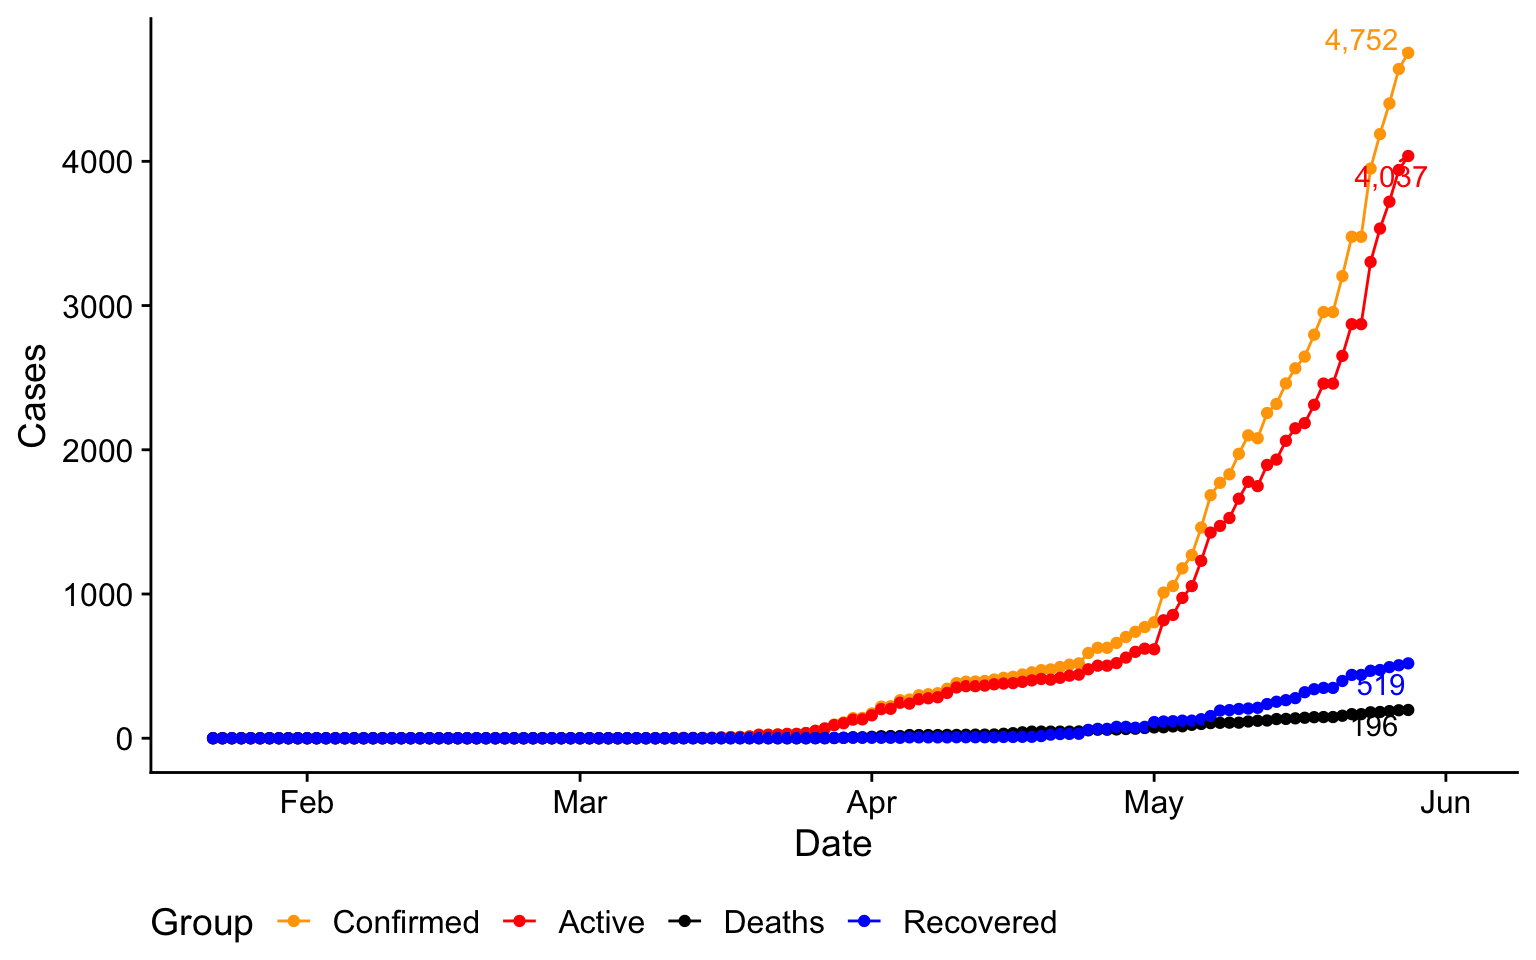 4,752
4000
4,037
3000
Cases
2000
1000
519
196
0
Feb Mar Apr May Jun
Date
Group Confirmed Active Deaths Recovered